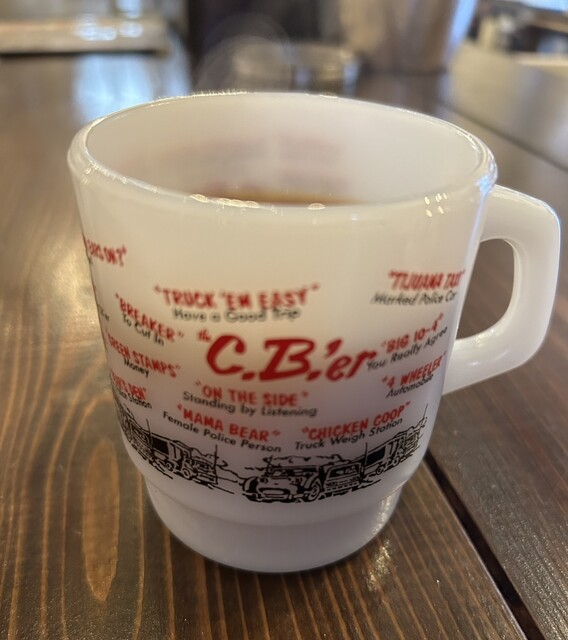 "TRUCK 'EM EASY"
Have a Good Trip
"TIJUANA TAXI"
Marked Police Car
"BREAKER"
To Cut In
the C.B.'er
"BIG 10-4"
You Really Agree
"GREEN STAMPS"
Money
"4 WHEELER"
Automobile
"ON THE SIDE"
Standing by Listening
"MAMA BEAR"
Female Police Person
"CHICKEN COOP"
Truck Weigh Station